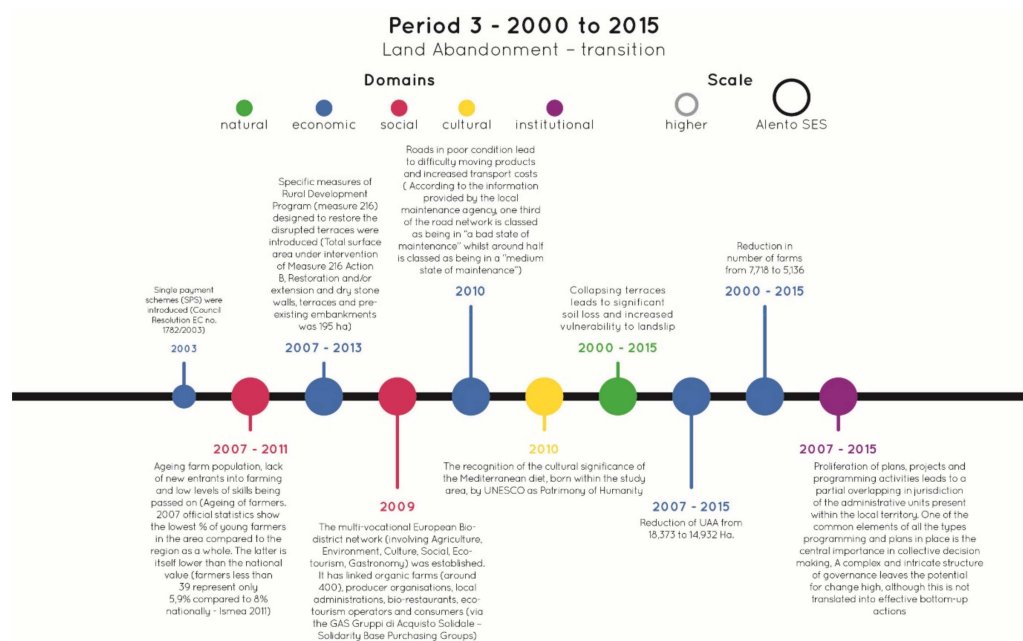 Period 3 - 2000 to 2015
Land Abandonment – transition
Domains
natural
economic
social
cultural
institutional
Scale
higher
Alento SES
Single payment
schemes (SPS) were
introduced (Council
Resolution EC no.
1782/2003)
2003
Specific measures of
Rural Development
Program (measure 216)
designed to restore the
disrupted terraces were
introduced (Total surface
area under intervention
of Measure 216 Action
B, Restoration and/or
extension and dry stone
walls, terraces and pre-
existing embankments
was 195 ha)
2007 - 2013
Roads in poor condition lead
to difficulty moving products
and increased transport costs
( According to the information
provided by the local
maintenance agency, one third
of the road network is classed
as being in "a bad state of
maintenance" whilst around half
is classed as being in a "medium
state of maintenance")
2010
Collapsing terraces
leads to significant
soil loss and increased
vulnerability to landslip
2000 - 2015
Reduction in
number of farms
from 7,718 to 5,136
2000 - 2015
2007 - 2011
Ageing farm population, lack
of new entrants into farming
and low levels of skills being
passed on (Ageing of farmers.
2007 official statistics show
the lowest % of young farmers
in the area compared to the
region as a whole. The latter is
itself lower than the national
value (farmers less than
39 represent only
5,9% compared to 8%
nationally - Ismea 2011)
2009
The multi-vocational European Bio-
district network (involving Agriculture,
Environment, Culture, Social, Eco-
tourism, Gastronomy) was established.
It has linked organic farms (around
400), producer organisations, local
administrations, bio-restaurants, eco-
tourism operators and consumers (via
the GAS Gruppi di Acquisto Solidale –
Solidarity Base Purchasing Groups)
2010
The recognition of the cultural significance of
the Mediterranean diet, born within the study
area, by UNESCO as Patrimony of Humanity
2007 - 2015
Reduction of UAA from
18,373 to 14,932 Ha.
2007 - 2015
Proliferation of plans, projects and
programming activities leads to a
partial overlapping in jurisdiction
of the administrative units present
within the local territory. One of the
common elements of all the types
programming and plans in place is the
central importance in collective decision
making, A complex and intricate structure
of governance leaves the potential
for change high, although this is not
translated into effective bottom-up
actions